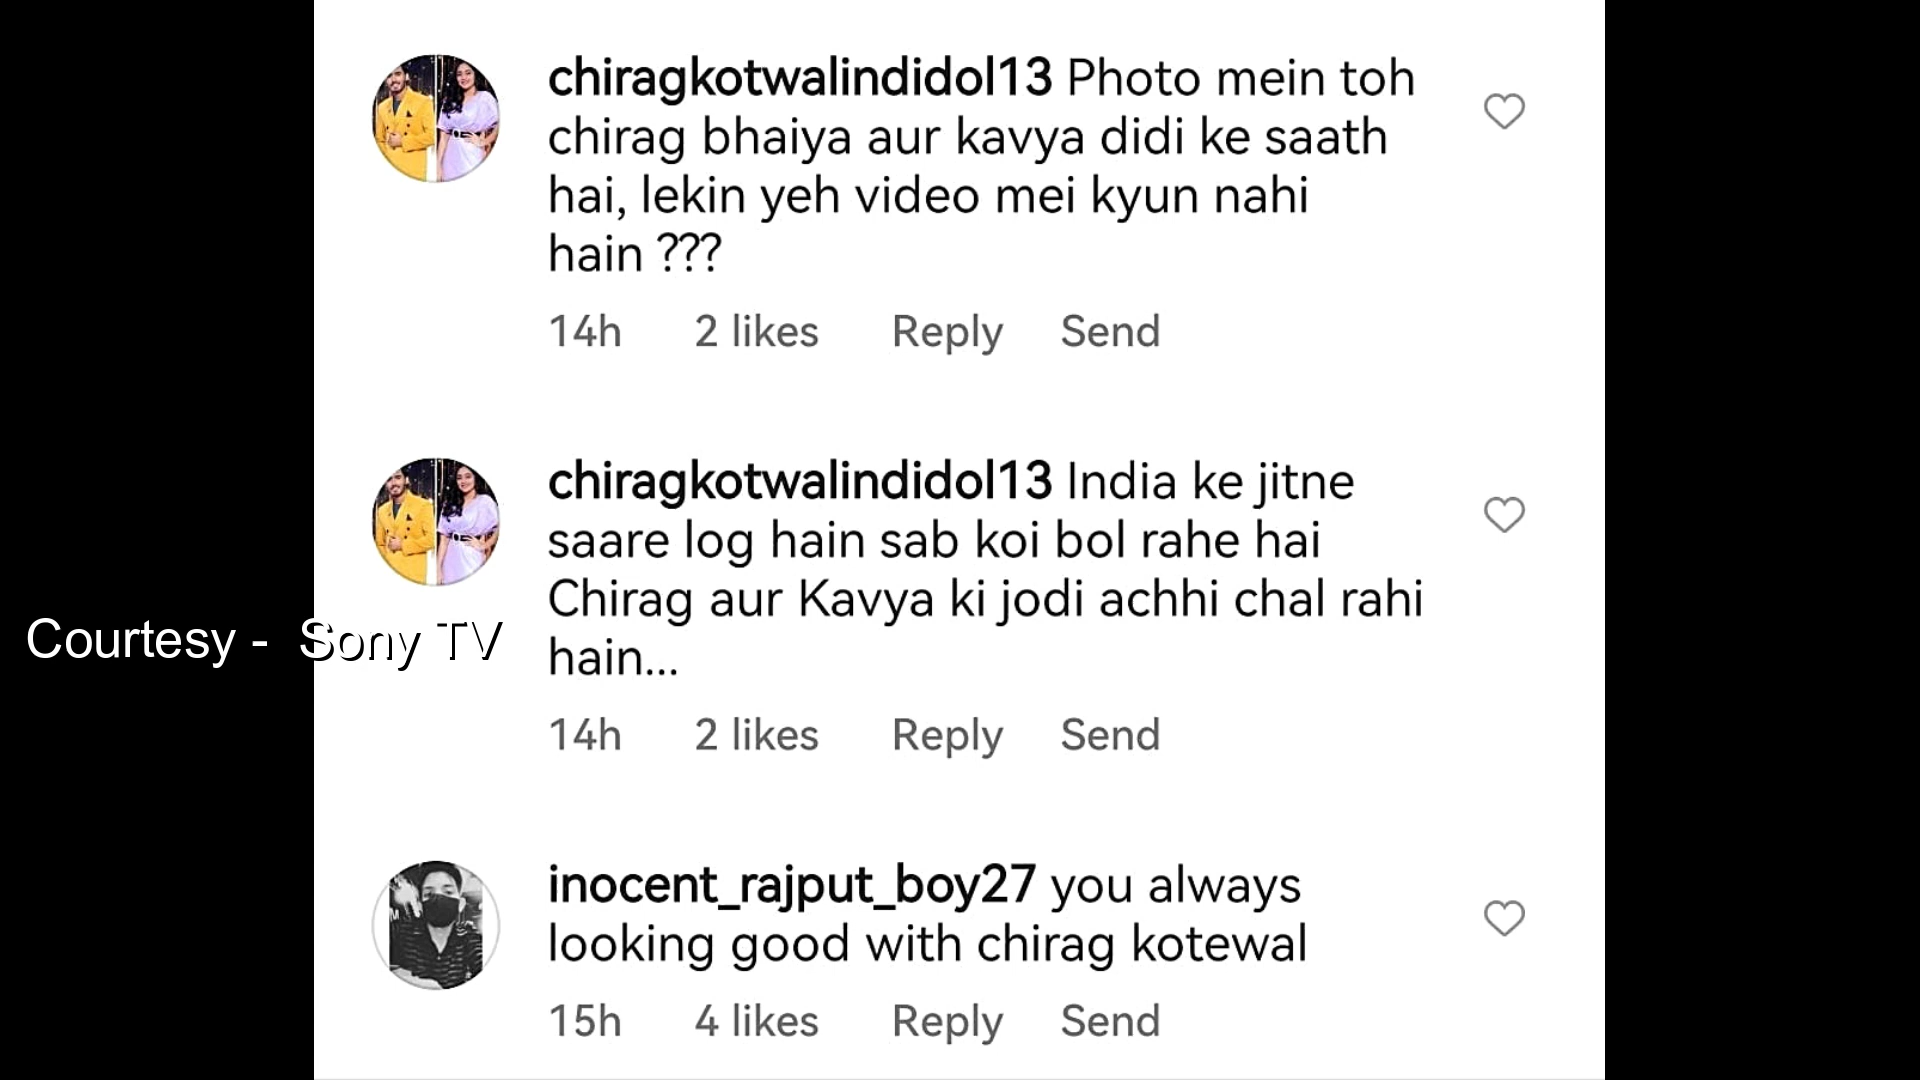 chiragkotwalindidol13 Photo mein toh
chirag bhaiya aur kavya didi ke saath
hai, lekin yeh video mei kyun nahi
hain ???
14h 2 likes Reply Send
chiragkotwalindidol13 India ke jitne
saare log hain sab koi bol rahe hai
Chirag aur Kavya ki jodi achhi chal rahi
hain...
Courtesy - Sony TV
14h 2 likes Reply Send
inocent_rajput_boy27 you always
looking good with chirag kotewal
15h 4 likes Reply Send